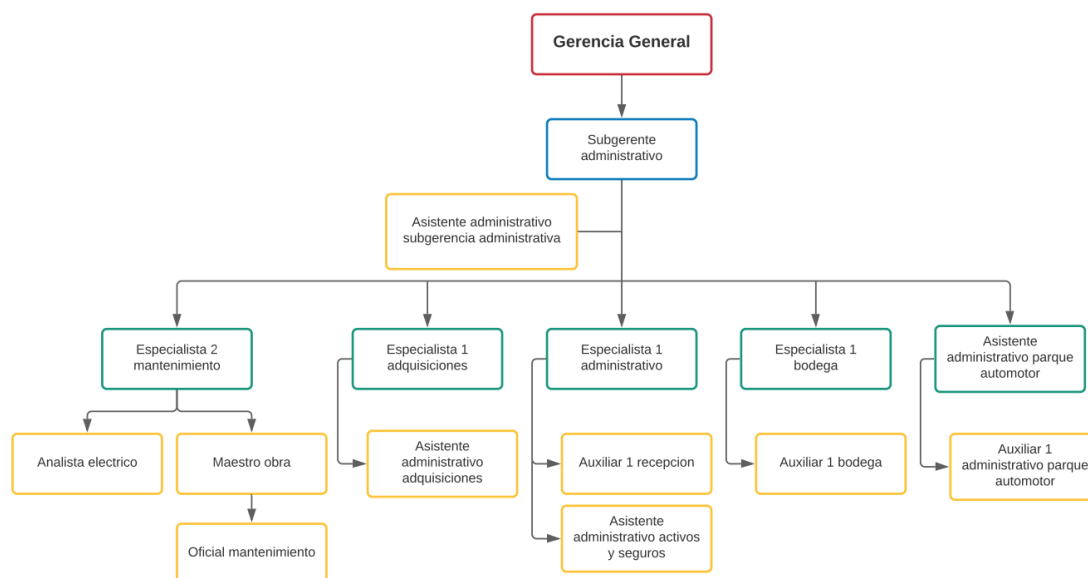 Gerencia General
Subgerente
administrativo
Asistente administrativo
subgerencia administrativa
Especialista 2
mantenimiento
Especialista 1
adquisiciones
Especialista 1
administrativo
Especialista 1
bodega
Asistente
administrativo parque
automotor
Analista electrico
Maestro obra
Asistente
administrativo
adquisiciones
Auxiliar 1 recepcion
Auxiliar 1 bodega
Auxiliar 1
administrativo parque
automotor
Oficial mantenimiento
Asistente
administrativo activos
y seguros